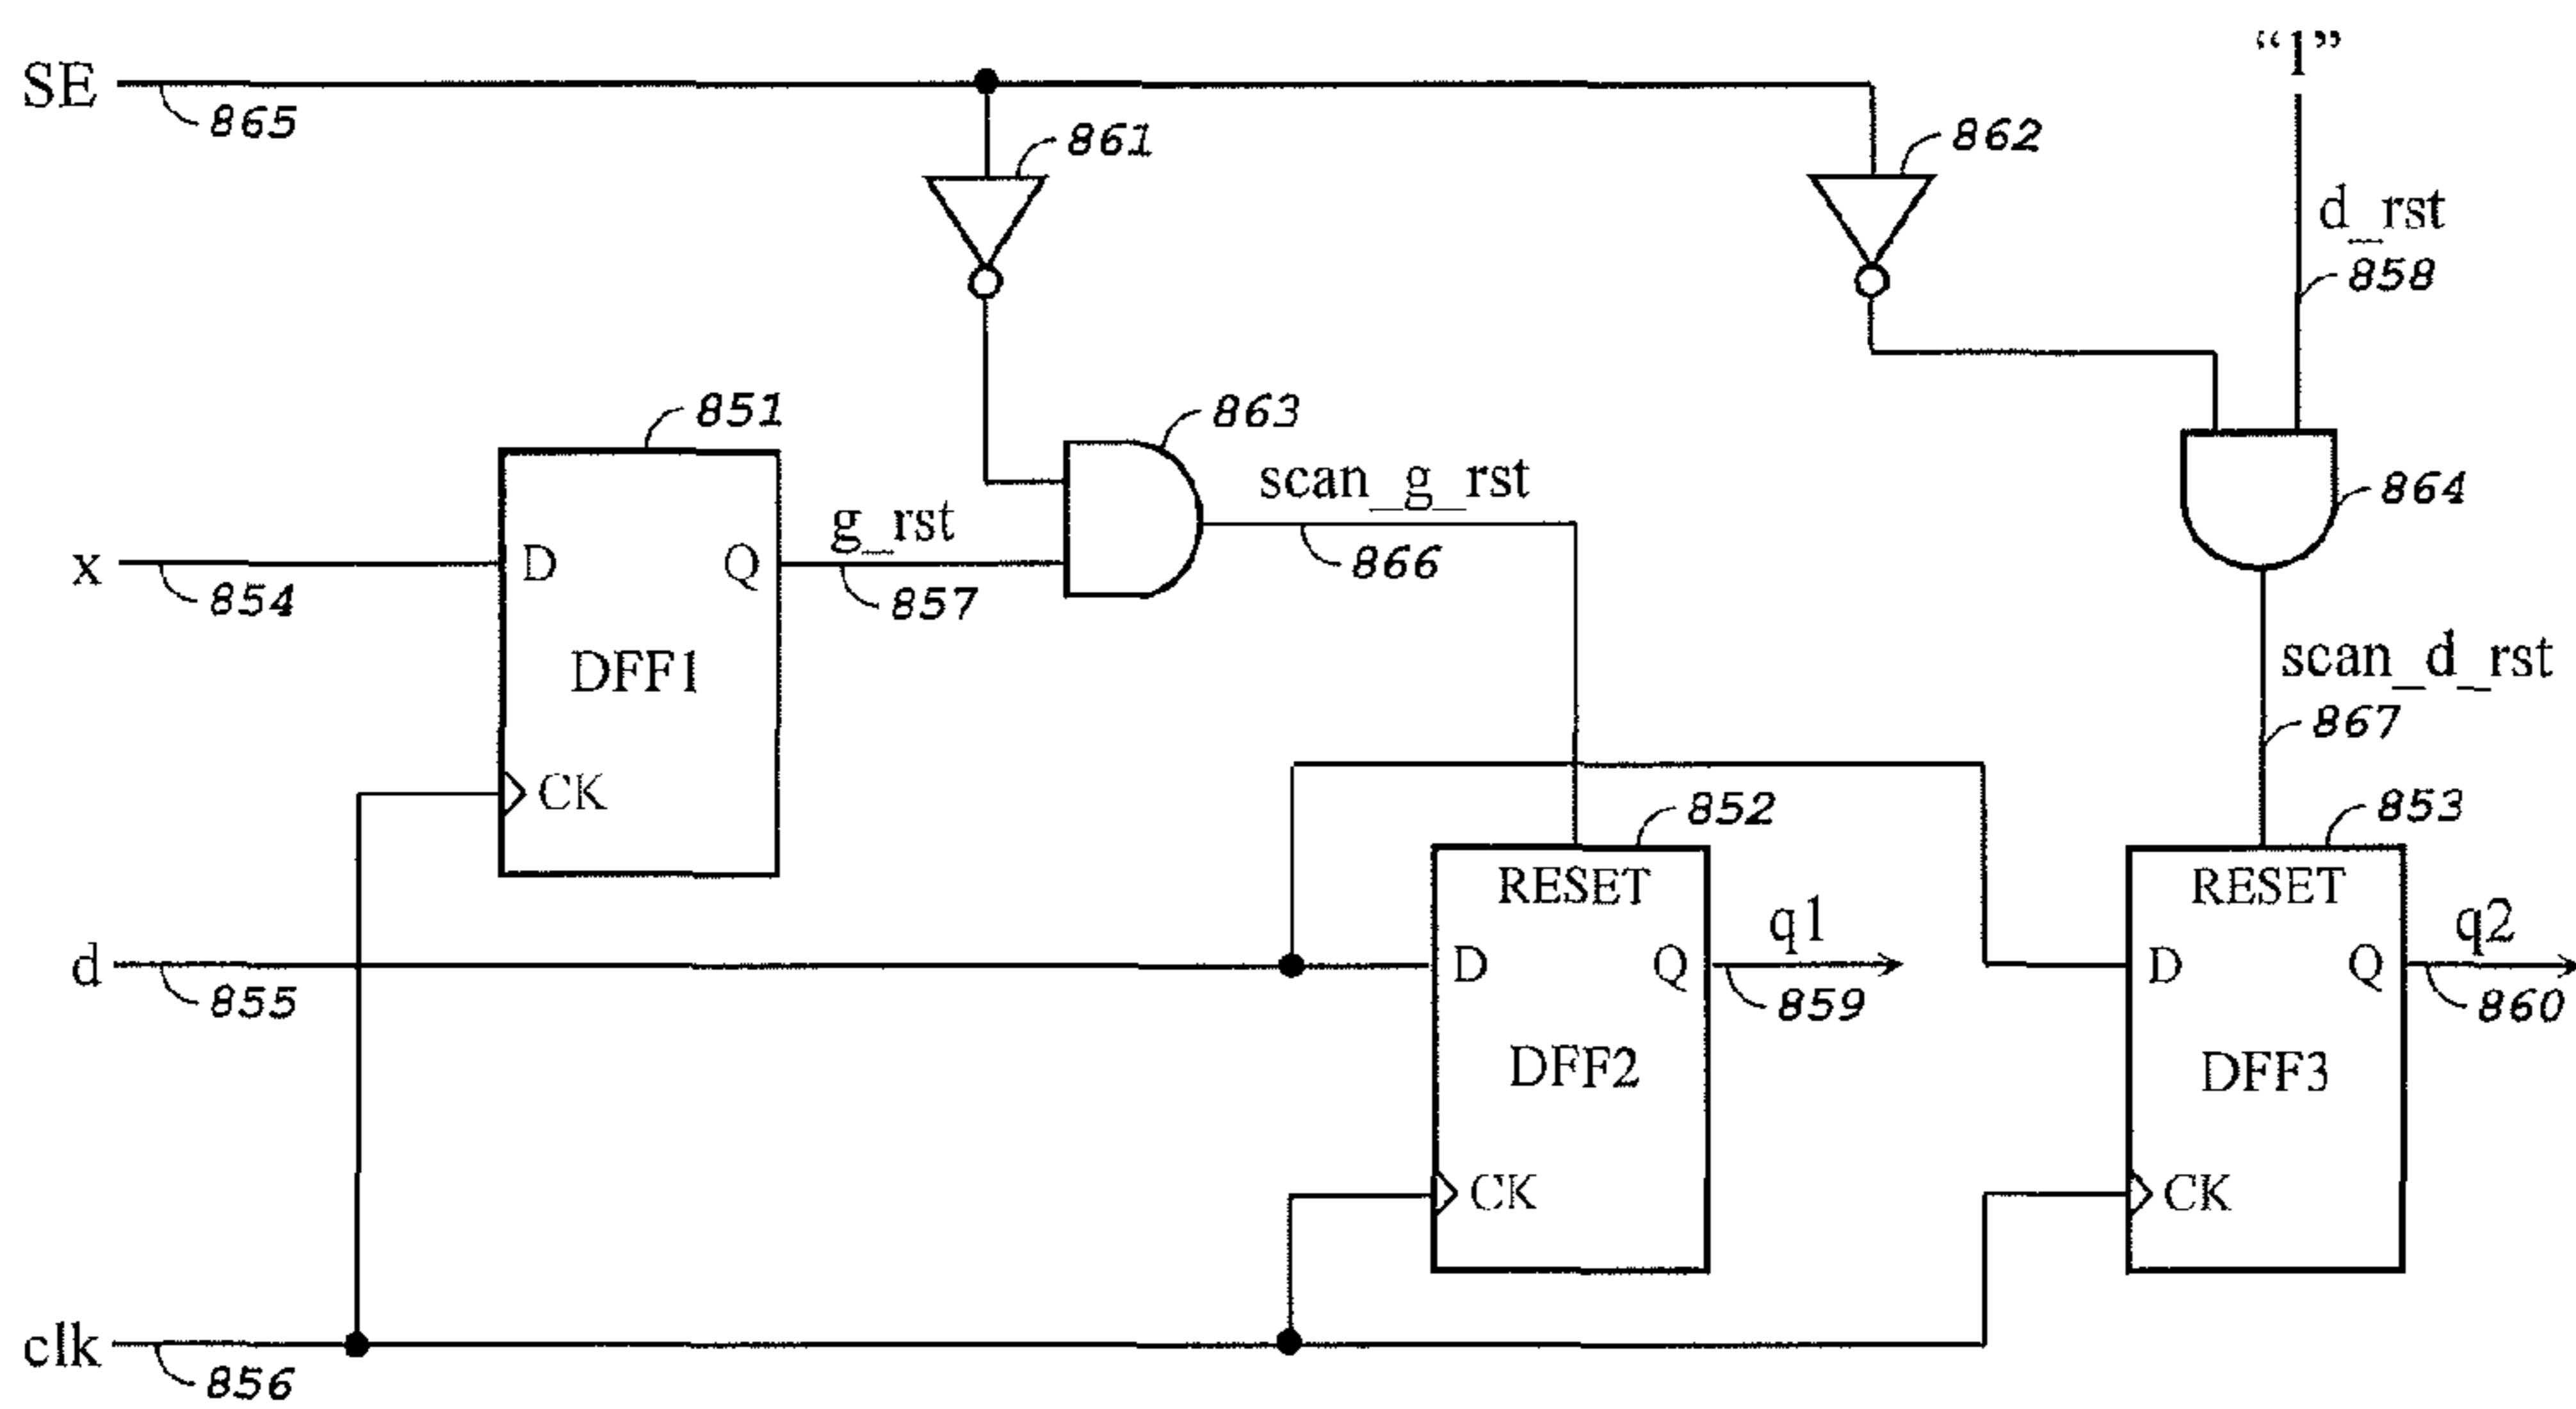 SE
865
861
862
“1”
d_rst
858
851
863
864
scan_g_rst
866
g_rst
857
x
854
D
Q
DFF1
CK
scan_d_rst
867
852
853
RESET
RESET
d
855
D
Q
q1
859
D
Q
q2
860
DFF2
DFF3
CK
CK
clk
856